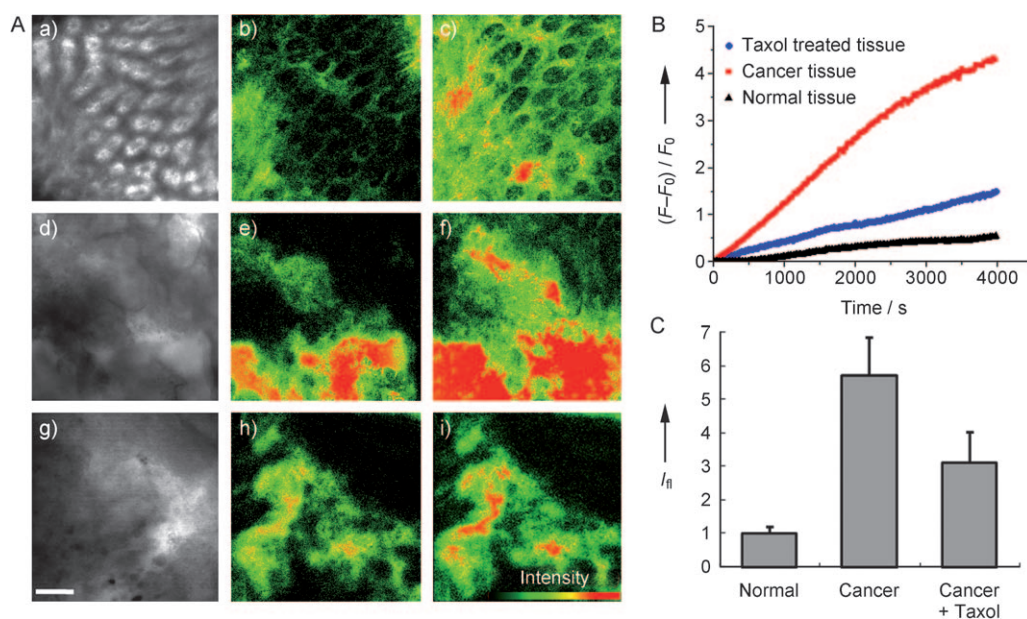 A
a)
b)
c)
d)
e)
f)
g)
h)
i)
Intensity
B
Taxol treated tissue
Cancer tissue
Normal tissue
(F–F0) / F0
5
4
3
2
1
0
0 1000 2000 3000 4000
Time / s
C
Ifl
7
6
5
4
3
2
1
0
Normal
Cancer
Cancer
+ Taxol